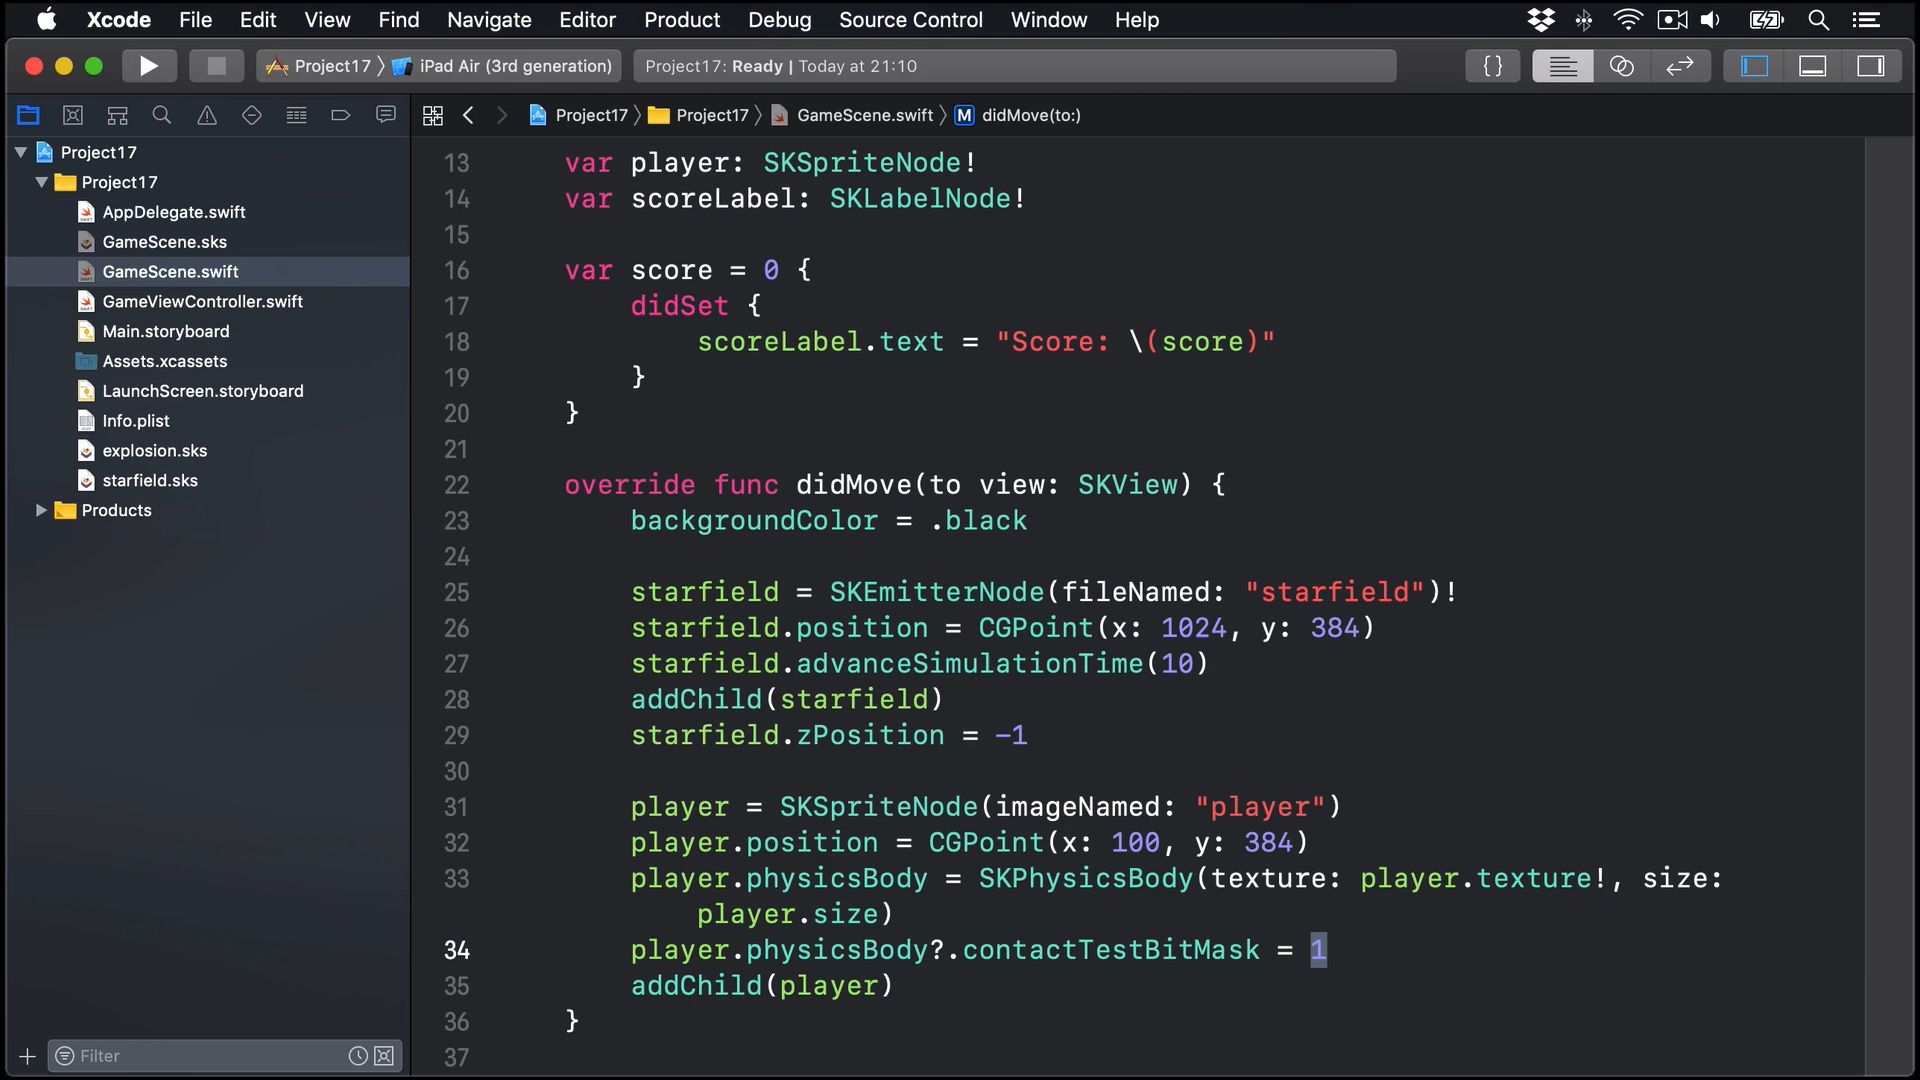 Xcode File Edit View Find Navigate Editor Product Debug Source Control Window Help
Project17 iPad Air (3rd generation) Project17: Ready | Today at 21:10 {}
Project17 Project17 GameScene.swift M didMove(to:)
Project17
Project17
AppDelegate.swift
GameScene.sks
GameScene.swift
GameViewController.swift
Main.storyboard
Assets.xcassets
LaunchScreen.storyboard
Info.plist
explosion.sks
starfield.sks
Products
Filter
13 var player: SKSpriteNode!
14 var scoreLabel: SKLabelNode!
15
16 var score = 0 {
17 didSet {
18 scoreLabel.text = "Score: \(score)"
19 }
20 }
21
22 override func didMove(to view: SKView) {
23 backgroundColor = .black
24
25 starfield = SKEmitterNode(fileNamed: "starfield")!
26 starfield.position = CGPoint(x: 1024, y: 384)
27 starfield.advanceSimulationTime(10)
28 addChild(starfield)
29 starfield.zPosition = -1
30
31 player = SKSpriteNode(imageNamed: "player")
32 player.position = CGPoint(x: 100, y: 384)
33 player.physicsBody = SKPhysicsBody(texture: player.texture!, size:
player.size)
34 player.physicsBody?.contactTestBitMask = 1
35 addChild(player)
36 }
37